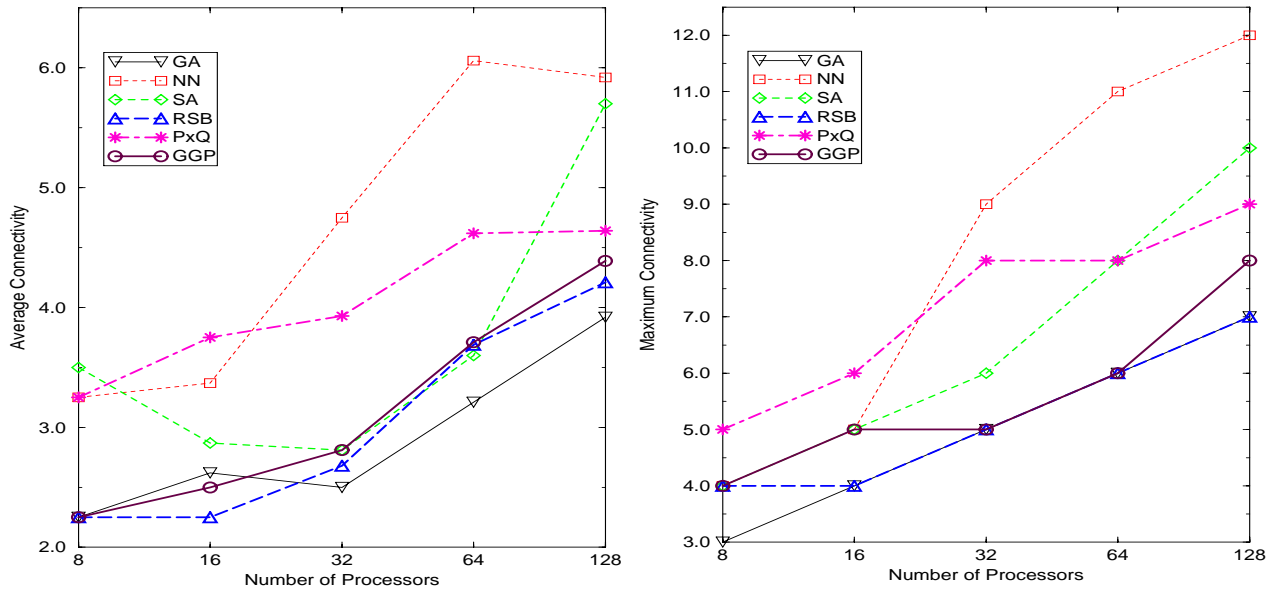 6.0
5.0
4.0
3.0
2.0
8
16
32
64
128
Average Connectivity
Number of Processors
GA
NN
SA
RSB
PxQ
GGP
12.0
11.0
10.0
9.0
8.0
7.0
6.0
5.0
4.0
3.0
8
16
32
64
128
Maximum Connectivity
Number of Processors
GA
NN
SA
RSB
PxQ
GGP